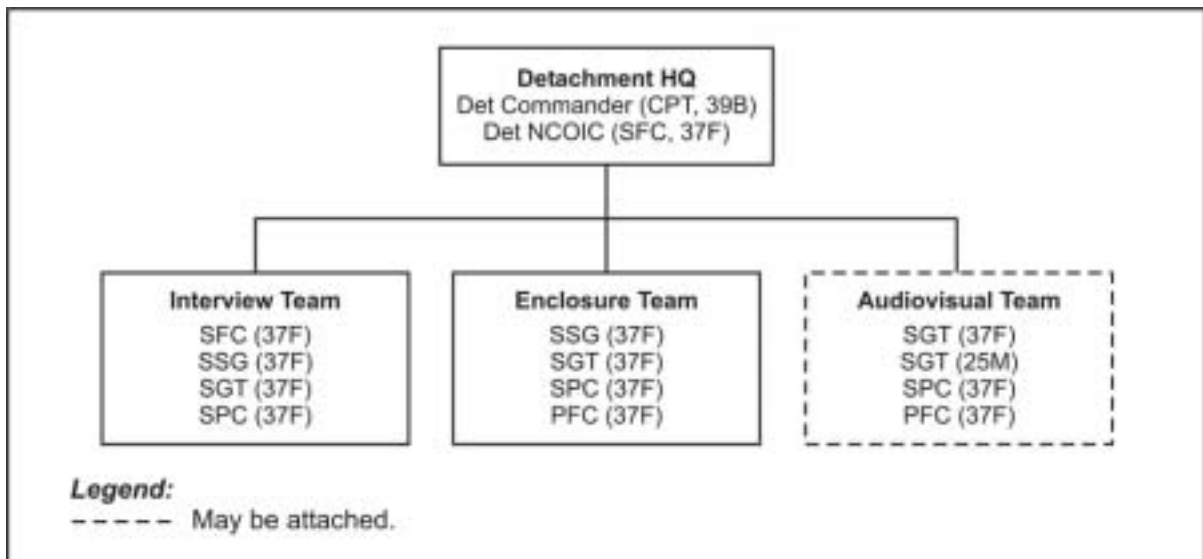 Detachment HQ
Det Commander (CPT, 39B)
Det NCOIC (SFC, 37F)
Interview Team
SFC (37F)
SSG (37F)
SGT (37F)
SPC (37F)
Enclosure Team
SSG (37F)
SGT (37F)
SPC (37F)
PFC (37F)
Audiovisual Team
SGT (37F)
SGT (25M)
SPC (37F)
PFC (37F)
Legend:
May be attached.